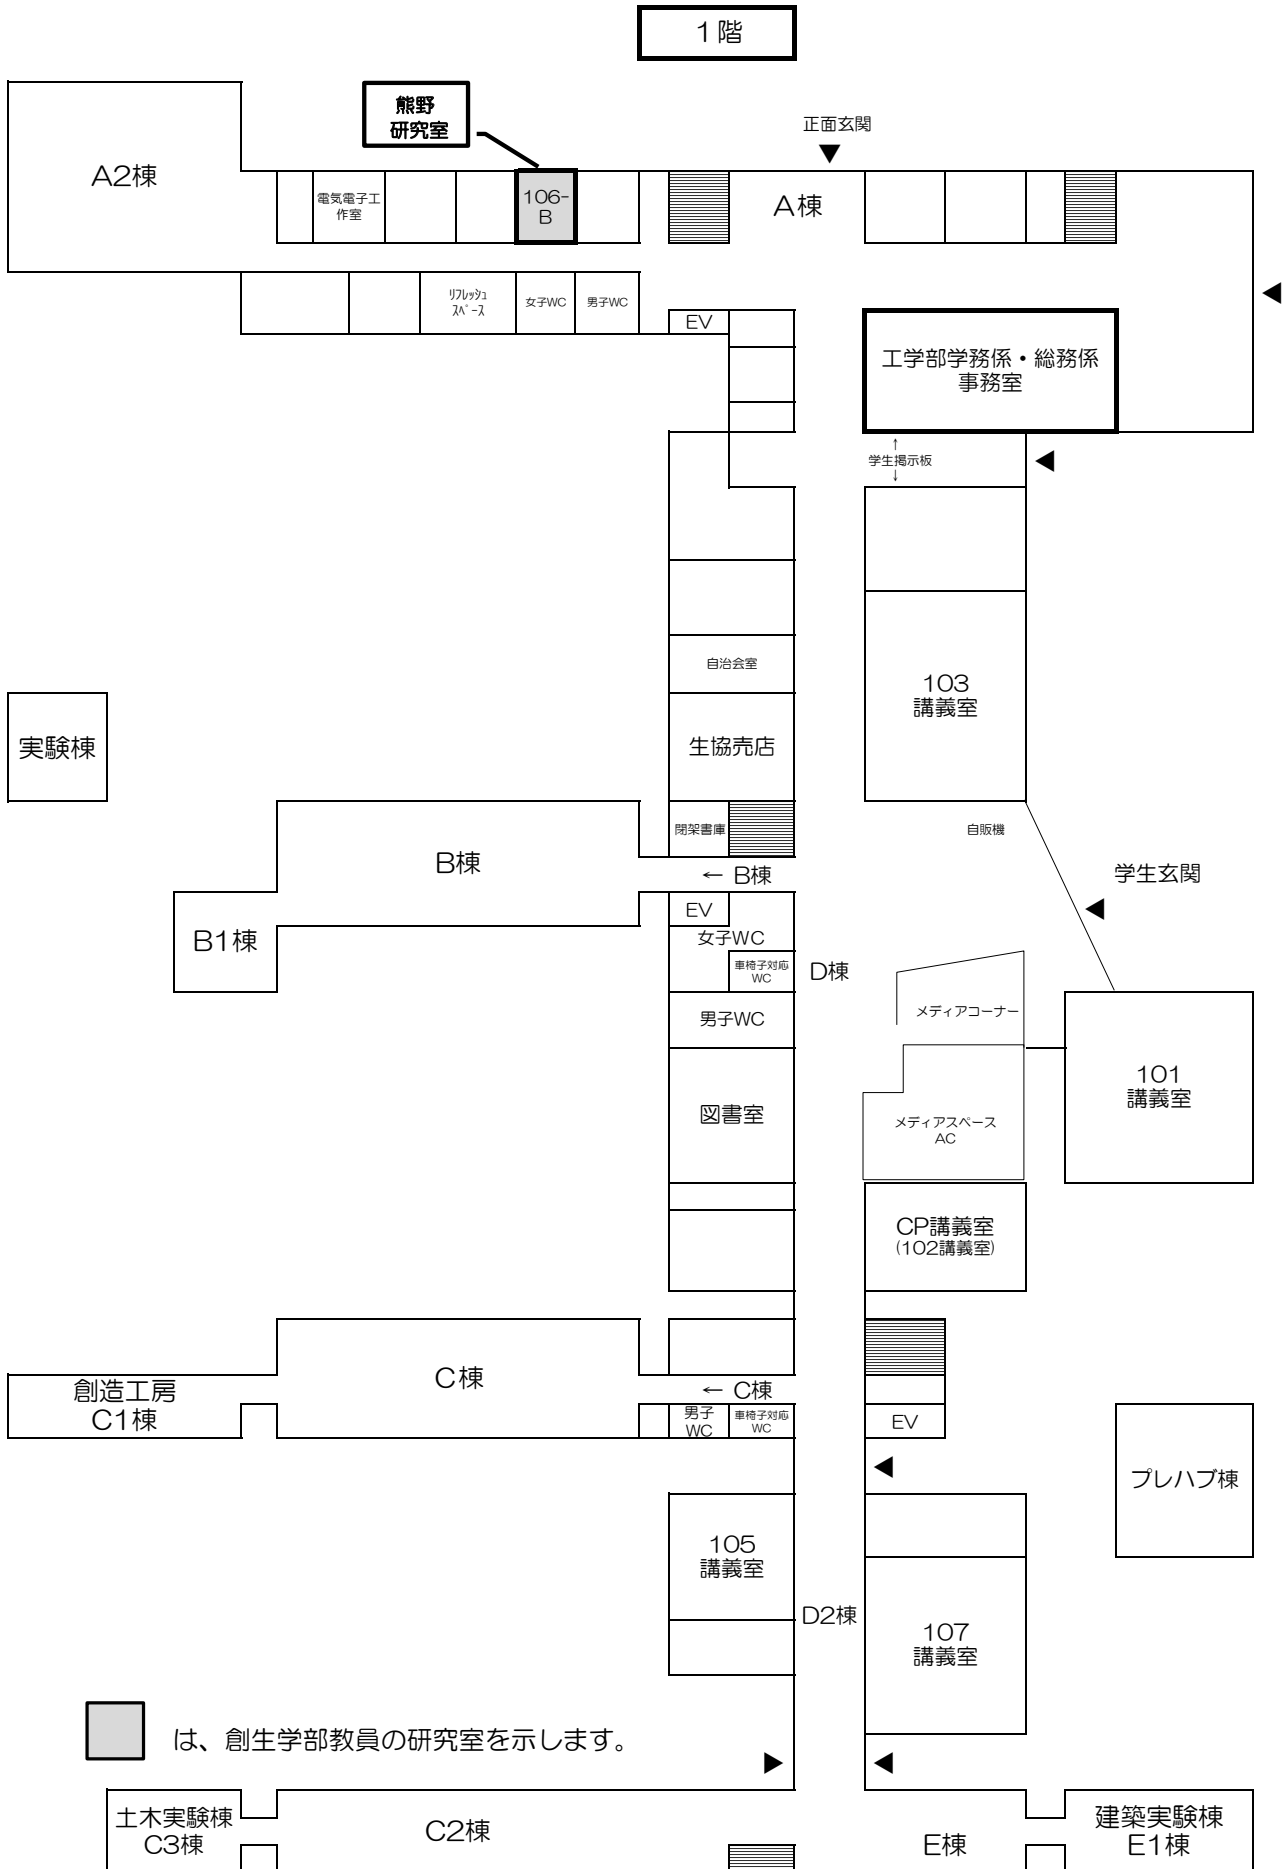 1階
熊野
研究室
正面玄関
▼
A2棟
電気電子工
作室
106-
B
A棟
リフレッシュ
スペース
女子WC
男子WC
◀
EV
工学部学務係・総務係
事務室
↑
学生掲示板
↓
◀
自治会室
103
講義室
実験棟
生協売店
閉架書庫
自販機
B棟
← B棟
学生玄関
◀
EV
B1棟
女子WC
車椅子対応
WC
D棟
男子WC
メディアコーナー
101
講義室
図書室
メディアスペース
AC
CP講義室
(102講義室)
C棟
← C棟
創造工房
C1棟
男子
WC
車椅子対応
WC
EV
◀
プレハブ棟
105
講義室
D2棟
107
講義室
は、創生学部教員の研究室を示します。
▶
◀
土木実験棟
C3棟
C2棟
E棟
建築実験棟
E1棟